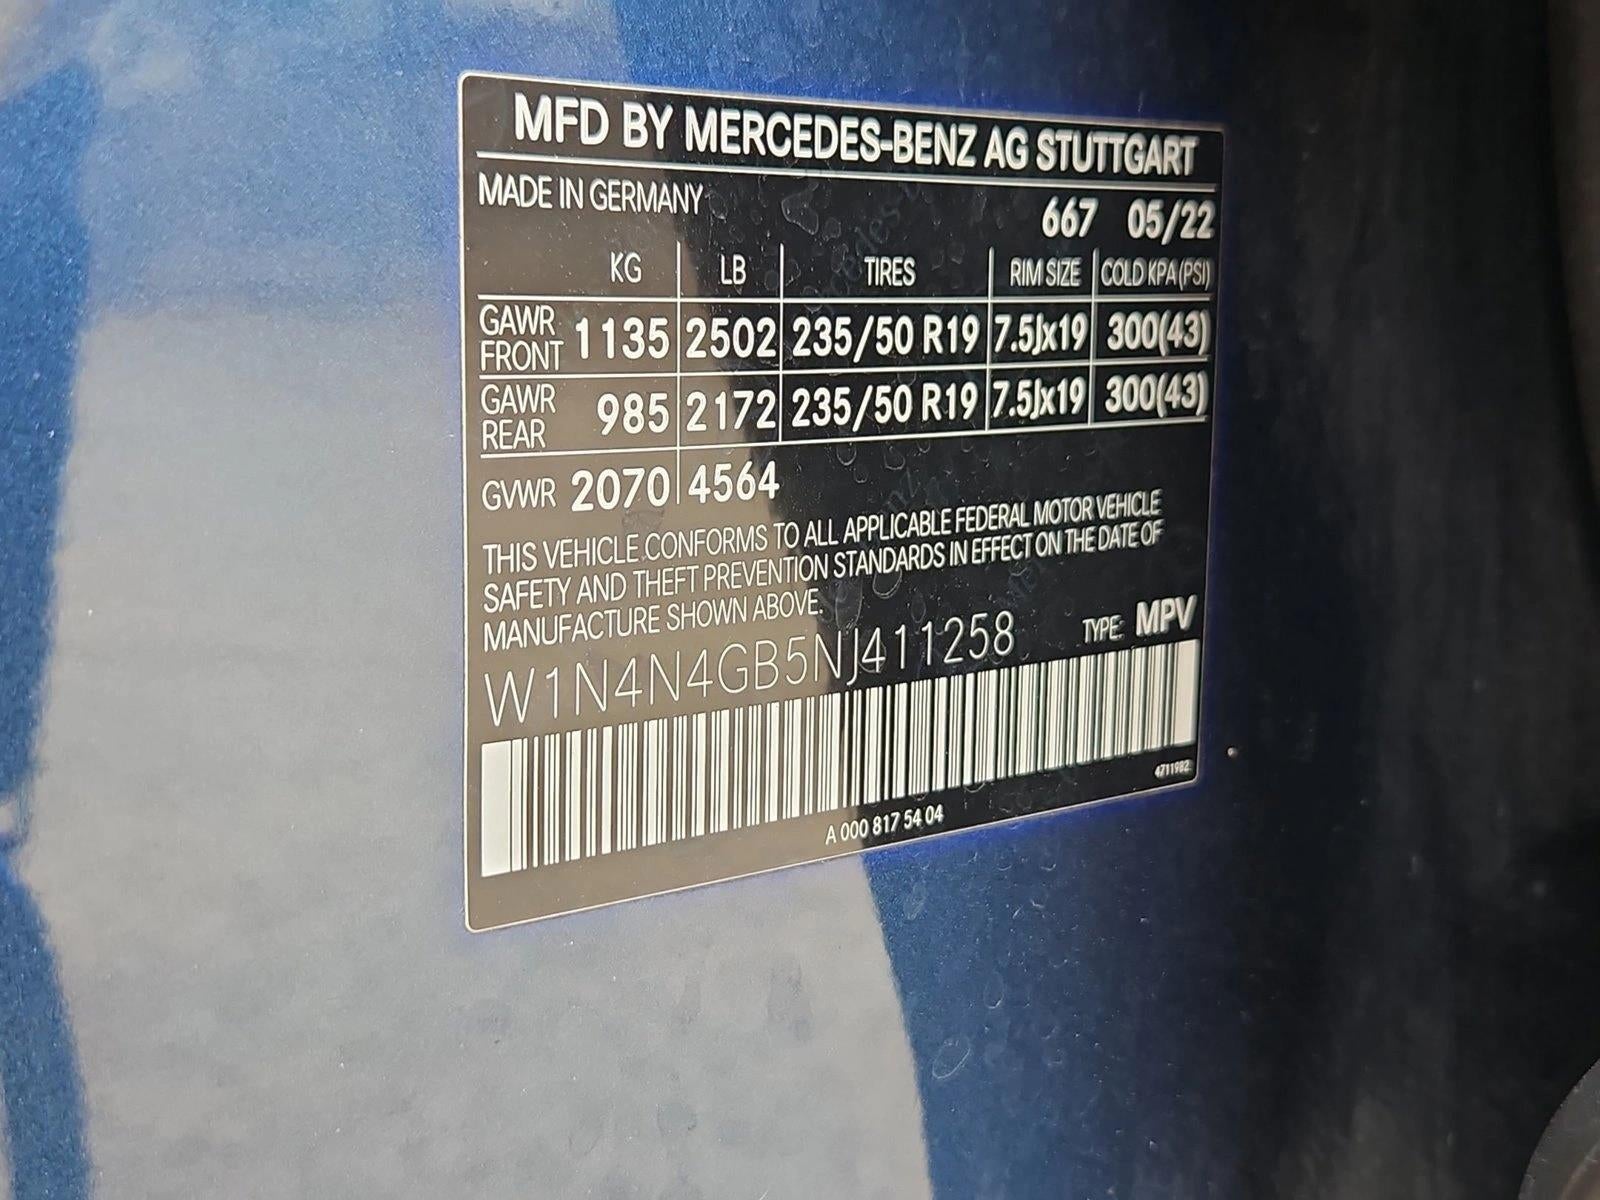 MFD BY MERCEDES-BENZ AG STUTTGART
MADE IN GERMANY
667 05/22
KG LB TIRES RIM SIZE COLD KPA (PSI)
GAWR FRONT 1135 2502 235/50 R19 7.5Jx19 300(43)
GAWR REAR 985 2172 235/50 R19 7.5Jx19 300(43)
GVWR 2070 4564
THIS VEHICLE CONFORMS TO ALL APPLICABLE FEDERAL MOTOR VEHICLE
SAFETY AND THEFT PREVENTION STANDARDS IN EFFECT ON THE DATE OF
MANUFACTURE SHOWN ABOVE.
W1N4N4GB5NJ411258 TYPE: MPV
4711982
A 000 817 54 04